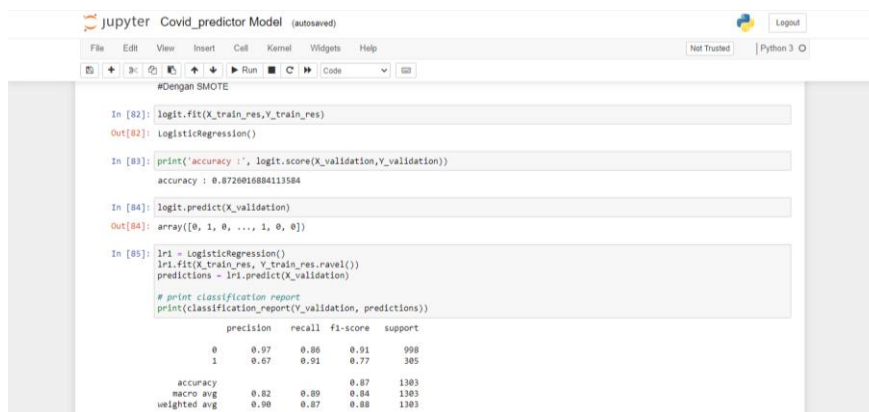 jupyter Covid_predictor Model (autosaved)
Logout
File Edit View Insert Cell Kernel Widgets Help
Not Trusted
Python 3
Run
Code
#Dengan SMOTE
In [82]: logit.fit(X_train_res,Y_train_res)
Out[82]: LogisticRegression()
In [83]: print('accuracy :', logit.score(X_validation,Y_validation))
accuracy : 0.8726016884113584
In [84]: logit.predict(X_validation)
Out[84]: array([0, 1, 0, ..., 1, 0, 0])
In [85]: lr1 = LogisticRegression()
lr1.fit(X_train_res, Y_train_res.ravel())
predictions = lr1.predict(X_validation)
# print classification report
print(classification_report(Y_validation, predictions))
precision recall f1-score support
0 0.97 0.86 0.91 998
1 0.67 0.91 0.77 305
accuracy 0.87 1303
macro avg 0.82 0.89 0.84 1303
weighted avg 0.90 0.87 0.88 1303